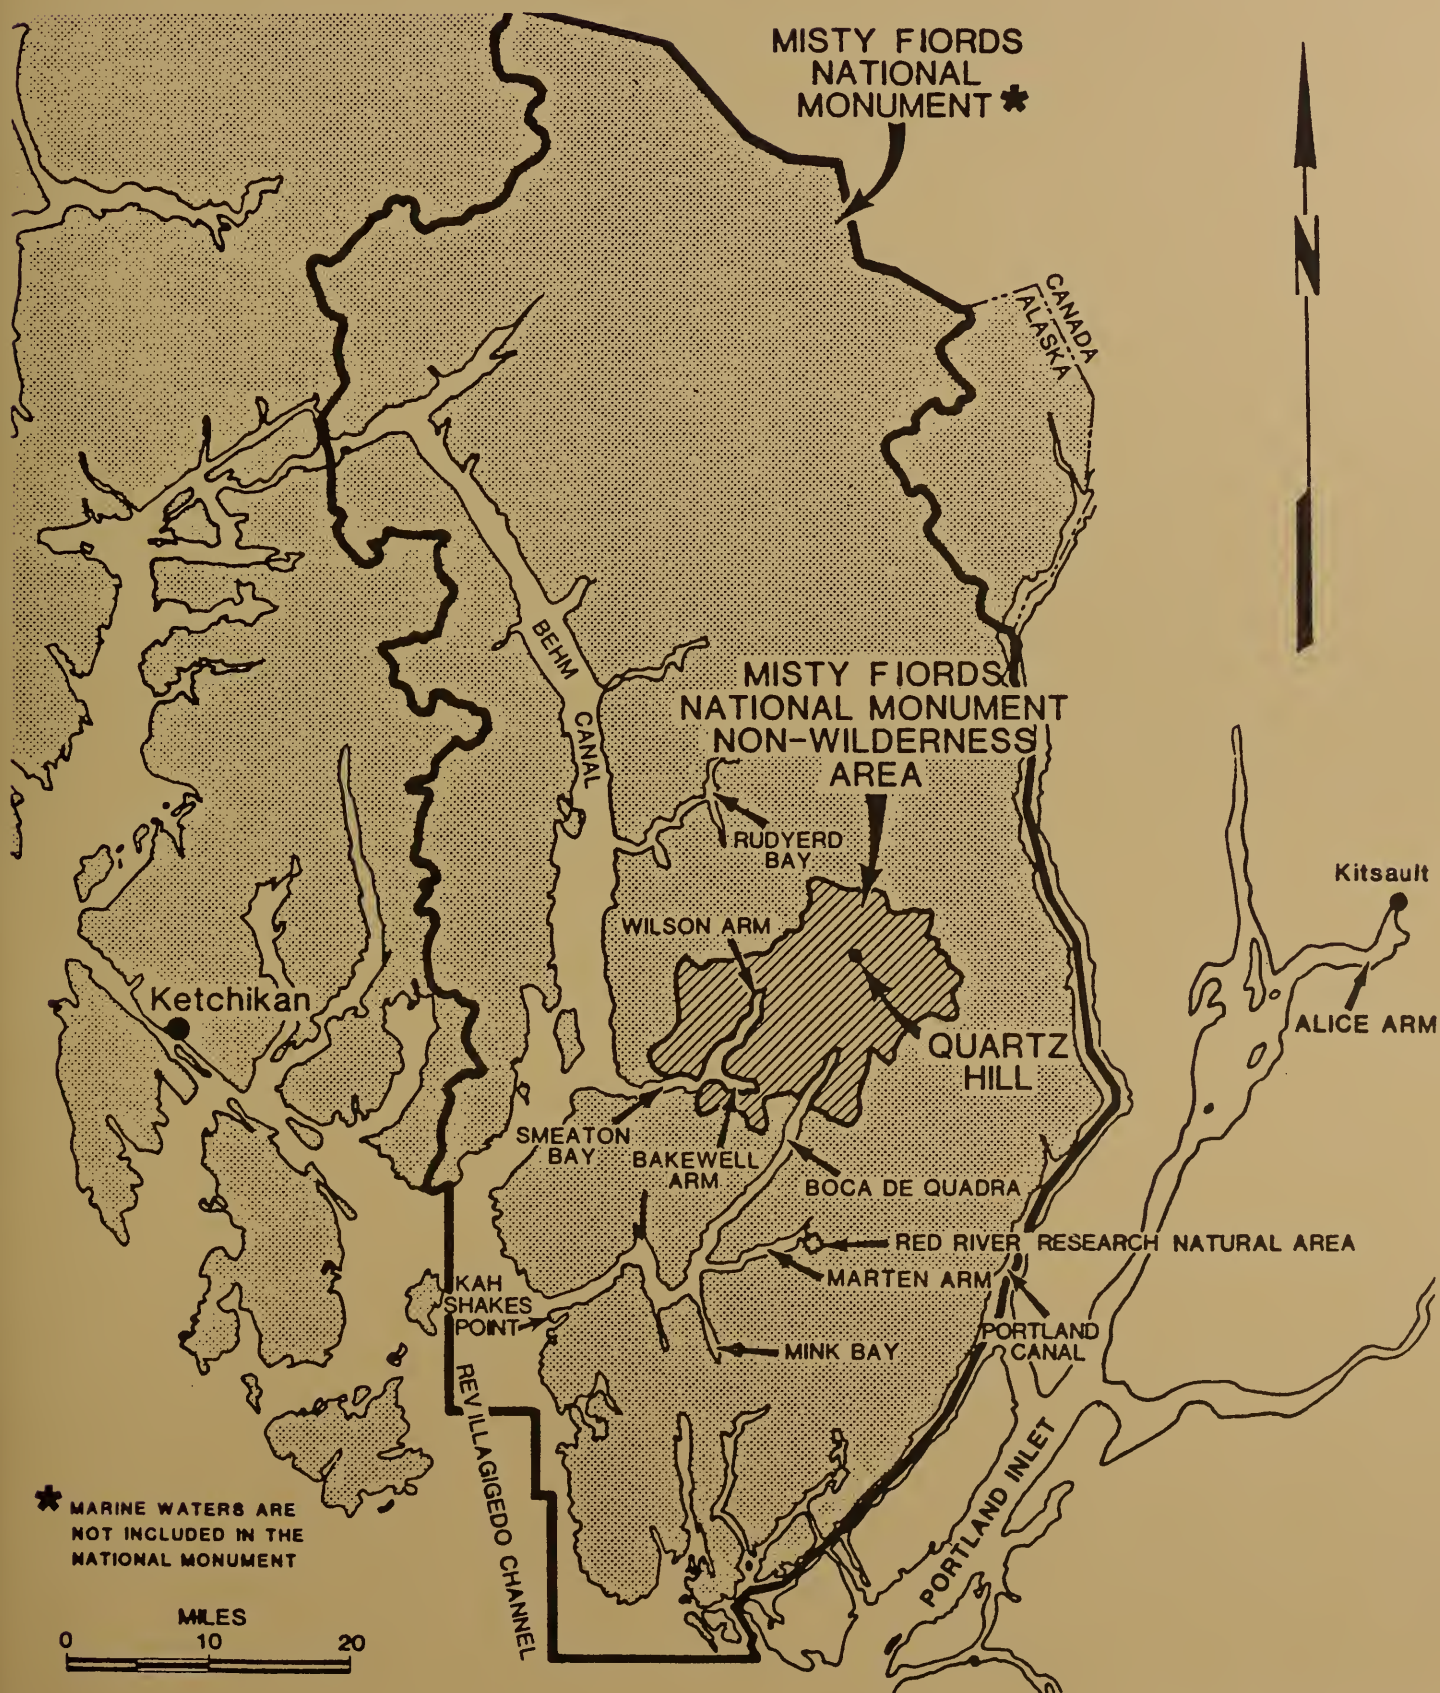 MISTY FIORDS
NATIONAL
MONUMENT *
N
CANADA
ALASKA
BEHM
CANAL
MISTY FIORDS
NATIONAL MONUMENT
NON-WILDERNESS
AREA
RUDYERD
BAY
Kitsault
WILSON ARM
Ketchikan
ALICE ARM
QUARTZ
HILL
SMEATON
BAY
BAKEWELL
ARM
BOCA DE QUADRA
RED RIVER RESEARCH NATURAL AREA
MARTEN ARM
KAH
SHAKES
POINT
PORTLAND
CANAL
MINK BAY
REVILLAGIGEDO CHANNEL
PORTLAND INLET
* MARINE WATERS ARE
NOT INCLUDED IN THE
NATIONAL MONUMENT
MILES
0 10 20